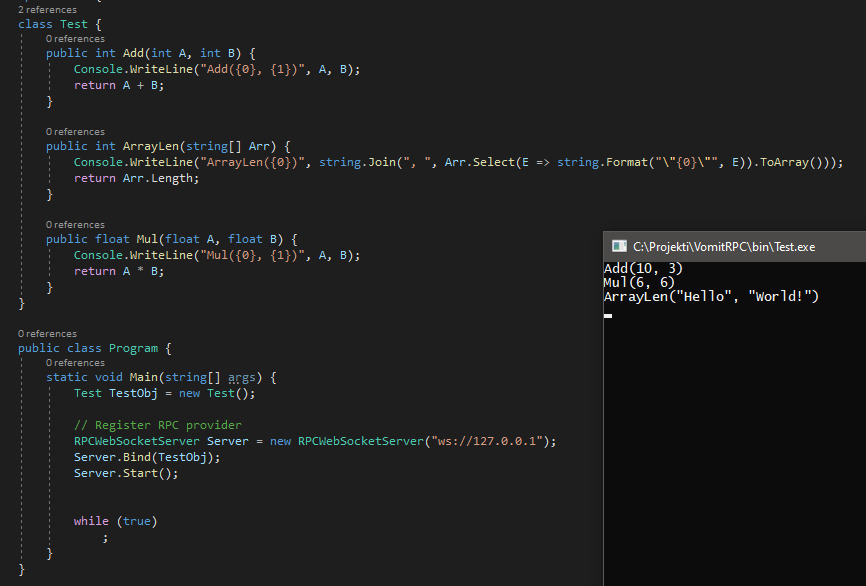 2 references
class Test {
0 references
public int Add(int A, int B) {
Console.WriteLine("Add({0}, {1})", A, B);
return A + B;
}
0 references
public int ArrayLen(string[] Arr) {
Console.WriteLine("ArrayLen({0})", string.Join(", ", Arr.Select(E => string.Format("\"{0}\"", E)).ToArray()));
return Arr.Length;
}
0 references
public float Mul(float A, float B) {
Console.WriteLine("Mul({0}, {1})", A, B);
return A * B;
}
}
0 references
public class Program {
0 references
static void Main(string[] args) {
Test TestObj = new Test();
// Register RPC provider
RPCWebSocketServer Server = new RPCWebSocketServer("ws://127.0.0.1");
Server.Bind(TestObj);
Server.Start();
while (true)
;
}
}
C:\Projekti\VomitRPC\bin\Test.exe
Add(10, 3)
Mul(6, 6)
ArrayLen("Hello", "World!")